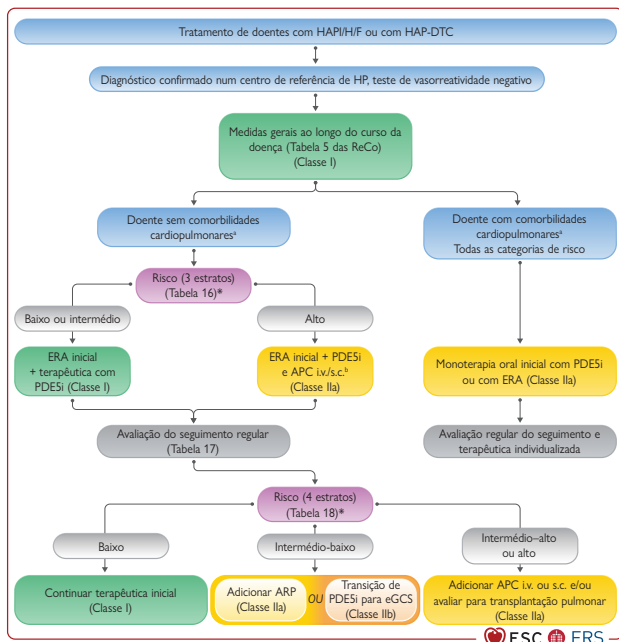 Tratamento de doentes com HAPI/H/F ou com HAP-DTC
Diagnóstico confirmado num centro de referência de HP, teste de vasorreatividade negativo
Medidas gerais ao longo do curso da
doença (Tabela 5 das ReCo)
(Classe I)
Doente sem comorbilidades
cardiopulmonaresᵃ
Doente com comorbilidades
cardiopulmonaresᵃ
Todas as categorias de risco
Risco (3 estratos)
(Tabela 16)*
Baixo ou intermédio
Alto
ERA inicial
+ terapêutica com
PDE5i (Classe I)
ERA inicial + PDE5i
e APC i.v./s.c.ᵇ
(Classe IIa)
Monoterapia oral inicial com PDE5i
ou com ERA (Classe IIa)
Avaliação do seguimento regular
(Tabela 17)
Avaliação regular do seguimento e
terapêutica individualizada
Risco (4 estratos)
(Tabela 18)*
Baixo
Intermédio-baixo
Intermédio–alto
ou alto
Continuar terapêutica inicial
(Classe I)
Adicionar ARP
(Classe IIa)
OU
Transição de
PDE5i para eGCS
(Classe IIb)
Adicionar APC i.v. ou s.c. e/ou
avaliar para transplantação pulmonar
(Classe IIa)
ESC ERS